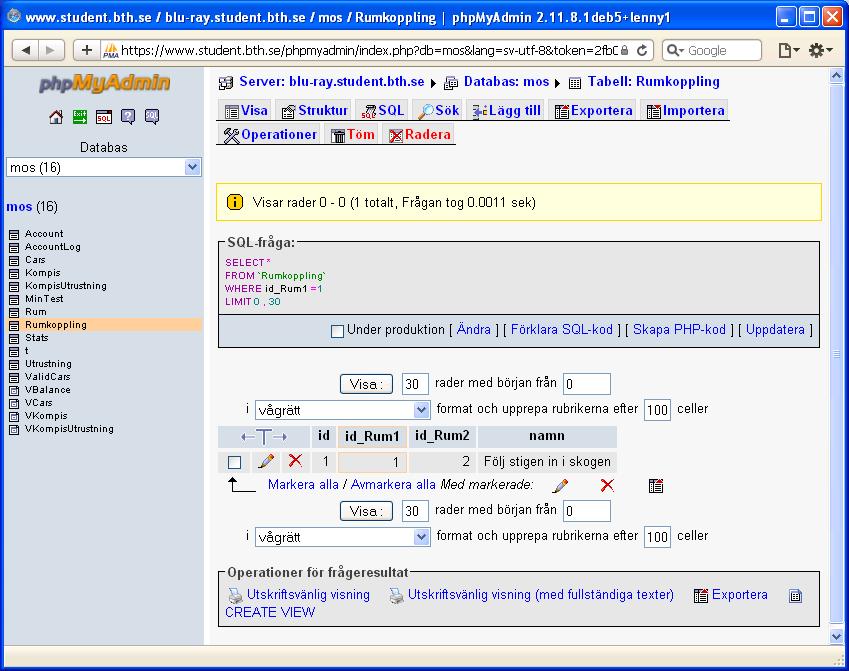 www.student.bth.se / blu-ray.student.bth.se / mos / Rumkoppling | phpMyAdmin 2.11.8.1deb5+lenny1
https://www.student.bth.se/phpmyadmin/index.php?db=mos&lang=sv-utf-8&token=2fb0
Google
phpMyAdmin
Databas
mos (16)
mos (16)
Account
AccountLog
Cars
Kompis
KompisUtrustning
MinTest
Rum
Rumkoppling
Stats
t
Utrustning
ValidCars
VBalance
VCars
VKompis
VKompisUtrustning
Server: blu-ray.student.bth.se Databas: mos Tabell: Rumkoppling
Visa Struktur SQL Sök Lägg till Exportera Importera
Operationer Töm Radera
Visar rader 0 - 0 (1 totalt, Frågan tog 0.0011 sek)
SQL-fråga:
SELECT *
FROM `Rumkoppling`
WHERE id_Rum1 =1
LIMIT 0 , 30
Under produktion [ Ändra ] [ Förklara SQL-kod ] [ Skapa PHP-kod ] [ Uppdatera ]
Visa : 30 rader med början från 0
i vågrätt format och upprepa rubrikerna efter 100 celler
←T→ id id_Rum1 id_Rum2 namn
1 1 2 Följ stigen in i skogen
Markera alla / Avmarkera alla Med markerade:
Visa : 30 rader med början från 0
i vågrätt format och upprepa rubrikerna efter 100 celler
Operationer för frågeresultat
Utskriftsvänlig visning Utskriftsvänlig visning (med fullständiga texter) Exportera
CREATE VIEW